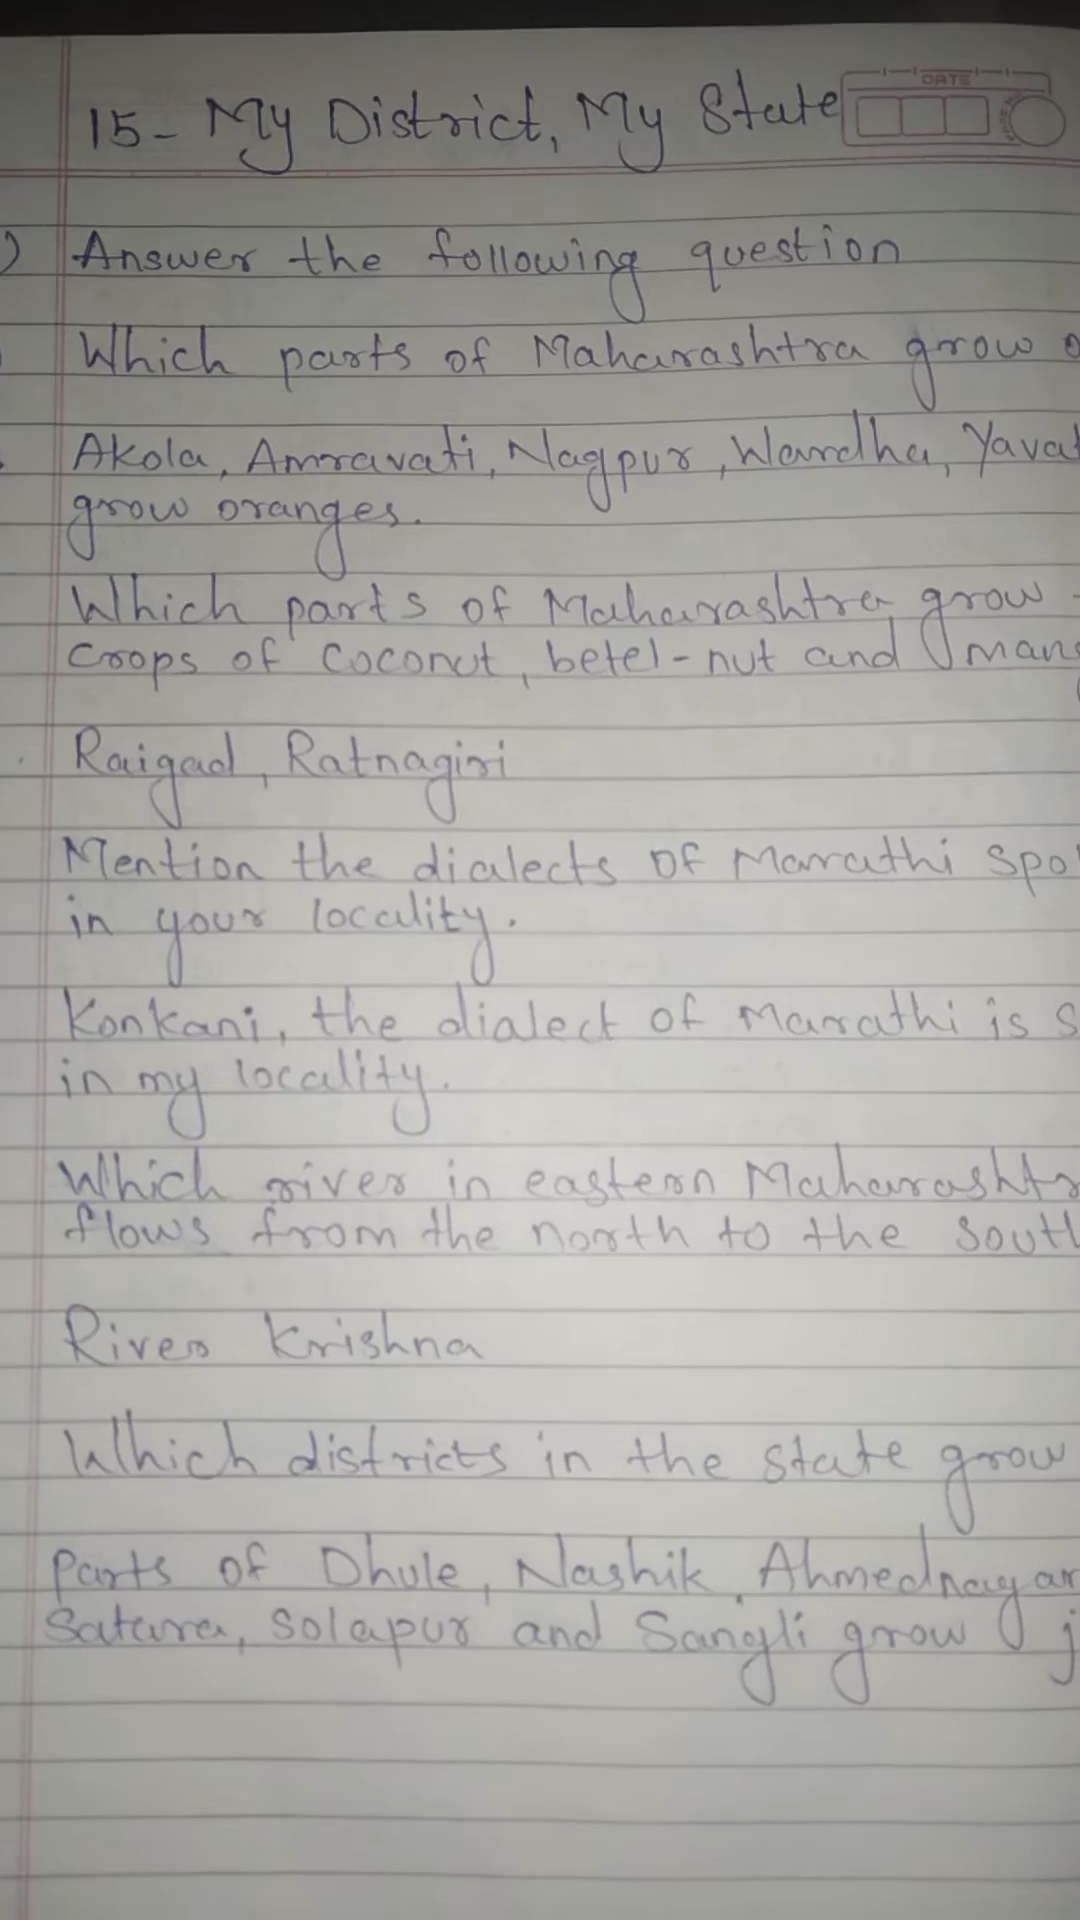 15- My District, My State
DATE
) Answer the following question
Which parts of Maharashtra grow o
Akola, Amravati, Nagpur, Wardha, Yavat
grow oranges.
Which parts of Maharashtra grow
crops of coconut, betel-nut and man
Raigad, Ratnagiri
Mention the dialects of Marathi spo
in your locality.
Konkani, the dialect of Marathi is s
in my locality.
Which river in eastern Maharashtr
flows from the north to the south
River Krishna
Which districts in the state grow
Parts of Dhule, Nashik, Ahmednagar
Satara, Solapur and Sangli grow j